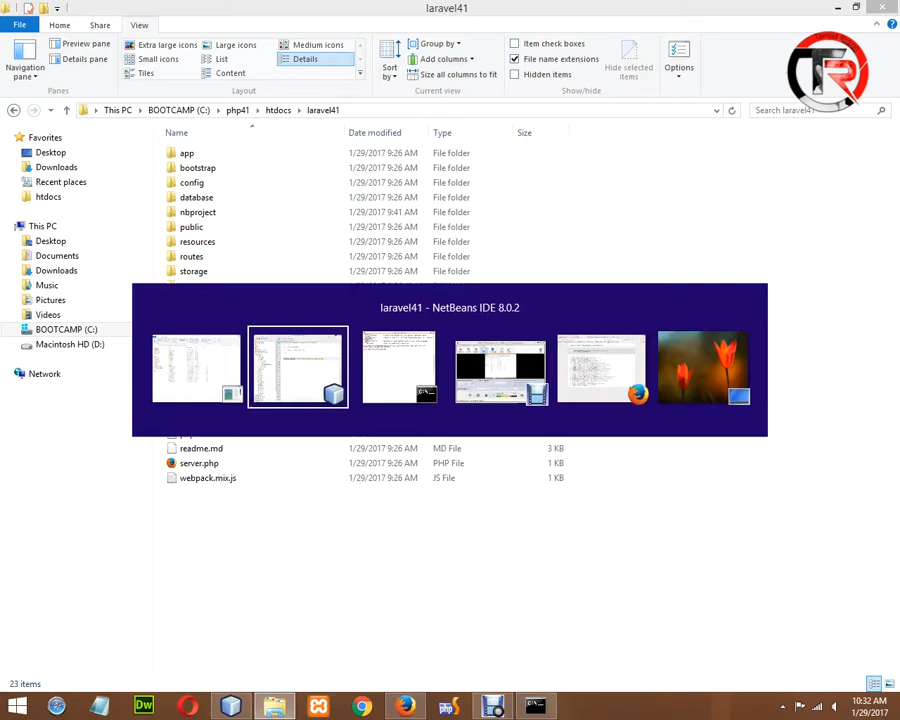 laravel41
File
Home
Share
View
Navigation pane
Preview pane
Details pane
Panes
Extra large icons
Large icons
Medium icons
Small icons
List
Details
Tiles
Content
Layout
Sort by
Group by
Add columns
Size all columns to fit
Current view
Item check boxes
File name extensions
Hidden items
Hide selected items
Show/hide
Options
This PC
BOOTCAMP (C:)
php41
htdocs
laravel41
Search laravel41
Favorites
Desktop
Downloads
Recent places
htdocs
This PC
Desktop
Documents
Downloads
Music
Pictures
Videos
BOOTCAMP (C:)
Macintosh HD (D:)
Network
Name Date modified Type Size
app 1/29/2017 9:26 AM File folder
bootstrap 1/29/2017 9:26 AM File folder
config 1/29/2017 9:26 AM File folder
database 1/29/2017 9:26 AM File folder
nbproject 1/29/2017 9:41 AM File folder
public 1/29/2017 9:26 AM File folder
resources 1/29/2017 9:26 AM File folder
routes 1/29/2017 9:26 AM File folder
storage 1/29/2017 9:26 AM File folder
laravel41 - NetBeans IDE 8.0.2
readme.md 1/29/2017 9:26 AM MD File 3 KB
server.php 1/29/2017 9:26 AM PHP File 1 KB
webpack.mix.js 1/29/2017 9:26 AM JS File 1 KB
23 items
Dw
php
10:32 AM
1/29/2017